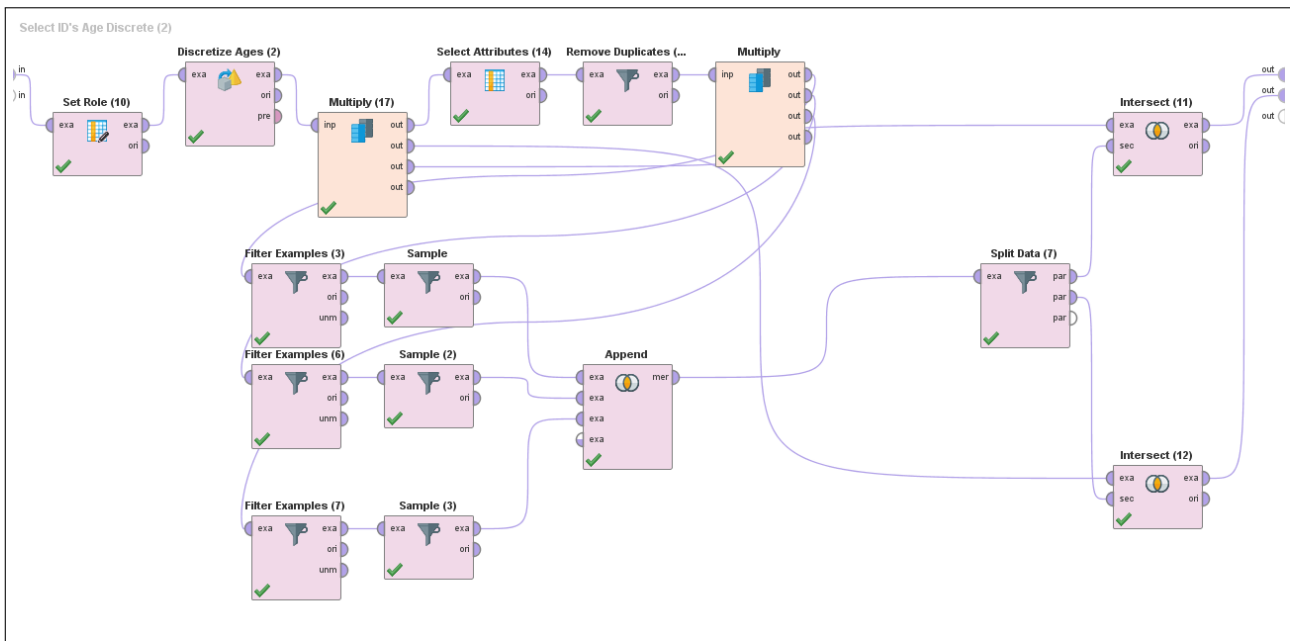 Select ID's Age Discrete (2)
in
in
Set Role (10)
exa
exa
ori
Discretize Ages (2)
exa
exa
ori
pre
Multiply (17)
inp
out
out
out
out
Select Attributes (14)
exa
exa
ori
Remove Duplicates (...
exa
exa
ori
Multiply
inp
out
out
out
out
Intersect (11)
exa
exa
sec
ori
out
out
out
Filter Examples (3)
exa
exa
ori
unm
Sample
exa
exa
ori
Split Data (7)
exa
par
par
par
Filter Examples (6)
exa
exa
ori
unm
Sample (2)
exa
exa
ori
Append
exa
mer
exa
exa
exa
Intersect (12)
exa
exa
sec
ori
Filter Examples (7)
exa
exa
ori
unm
Sample (3)
exa
exa
ori